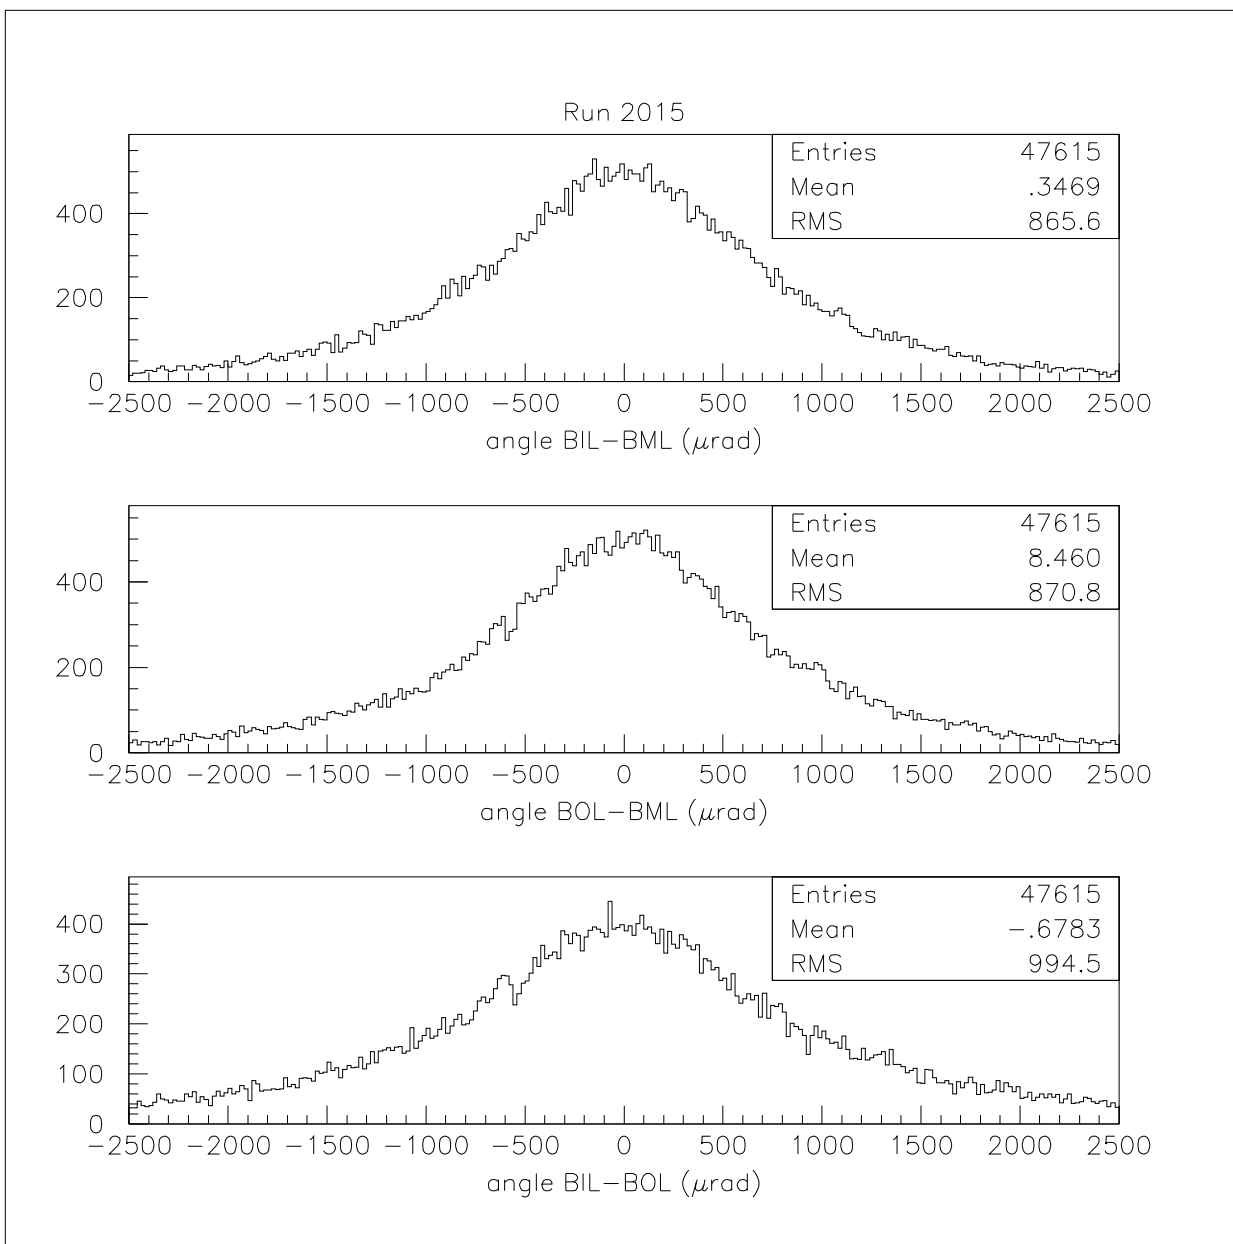 Run 2015
Entries 47615
Mean .3469
RMS 865.6
400
200
0
−2500 −2000 −1500 −1000 −500 0 500 1000 1500 2000 2500
angle BIL−BML (μrad)
Entries 47615
Mean 8.460
RMS 870.8
400
200
0
−2500 −2000 −1500 −1000 −500 0 500 1000 1500 2000 2500
angle BOL−BML (μrad)
Entries 47615
Mean −.6783
RMS 994.5
400
300
200
100
0
−2500 −2000 −1500 −1000 −500 0 500 1000 1500 2000 2500
angle BIL−BOL (μrad)